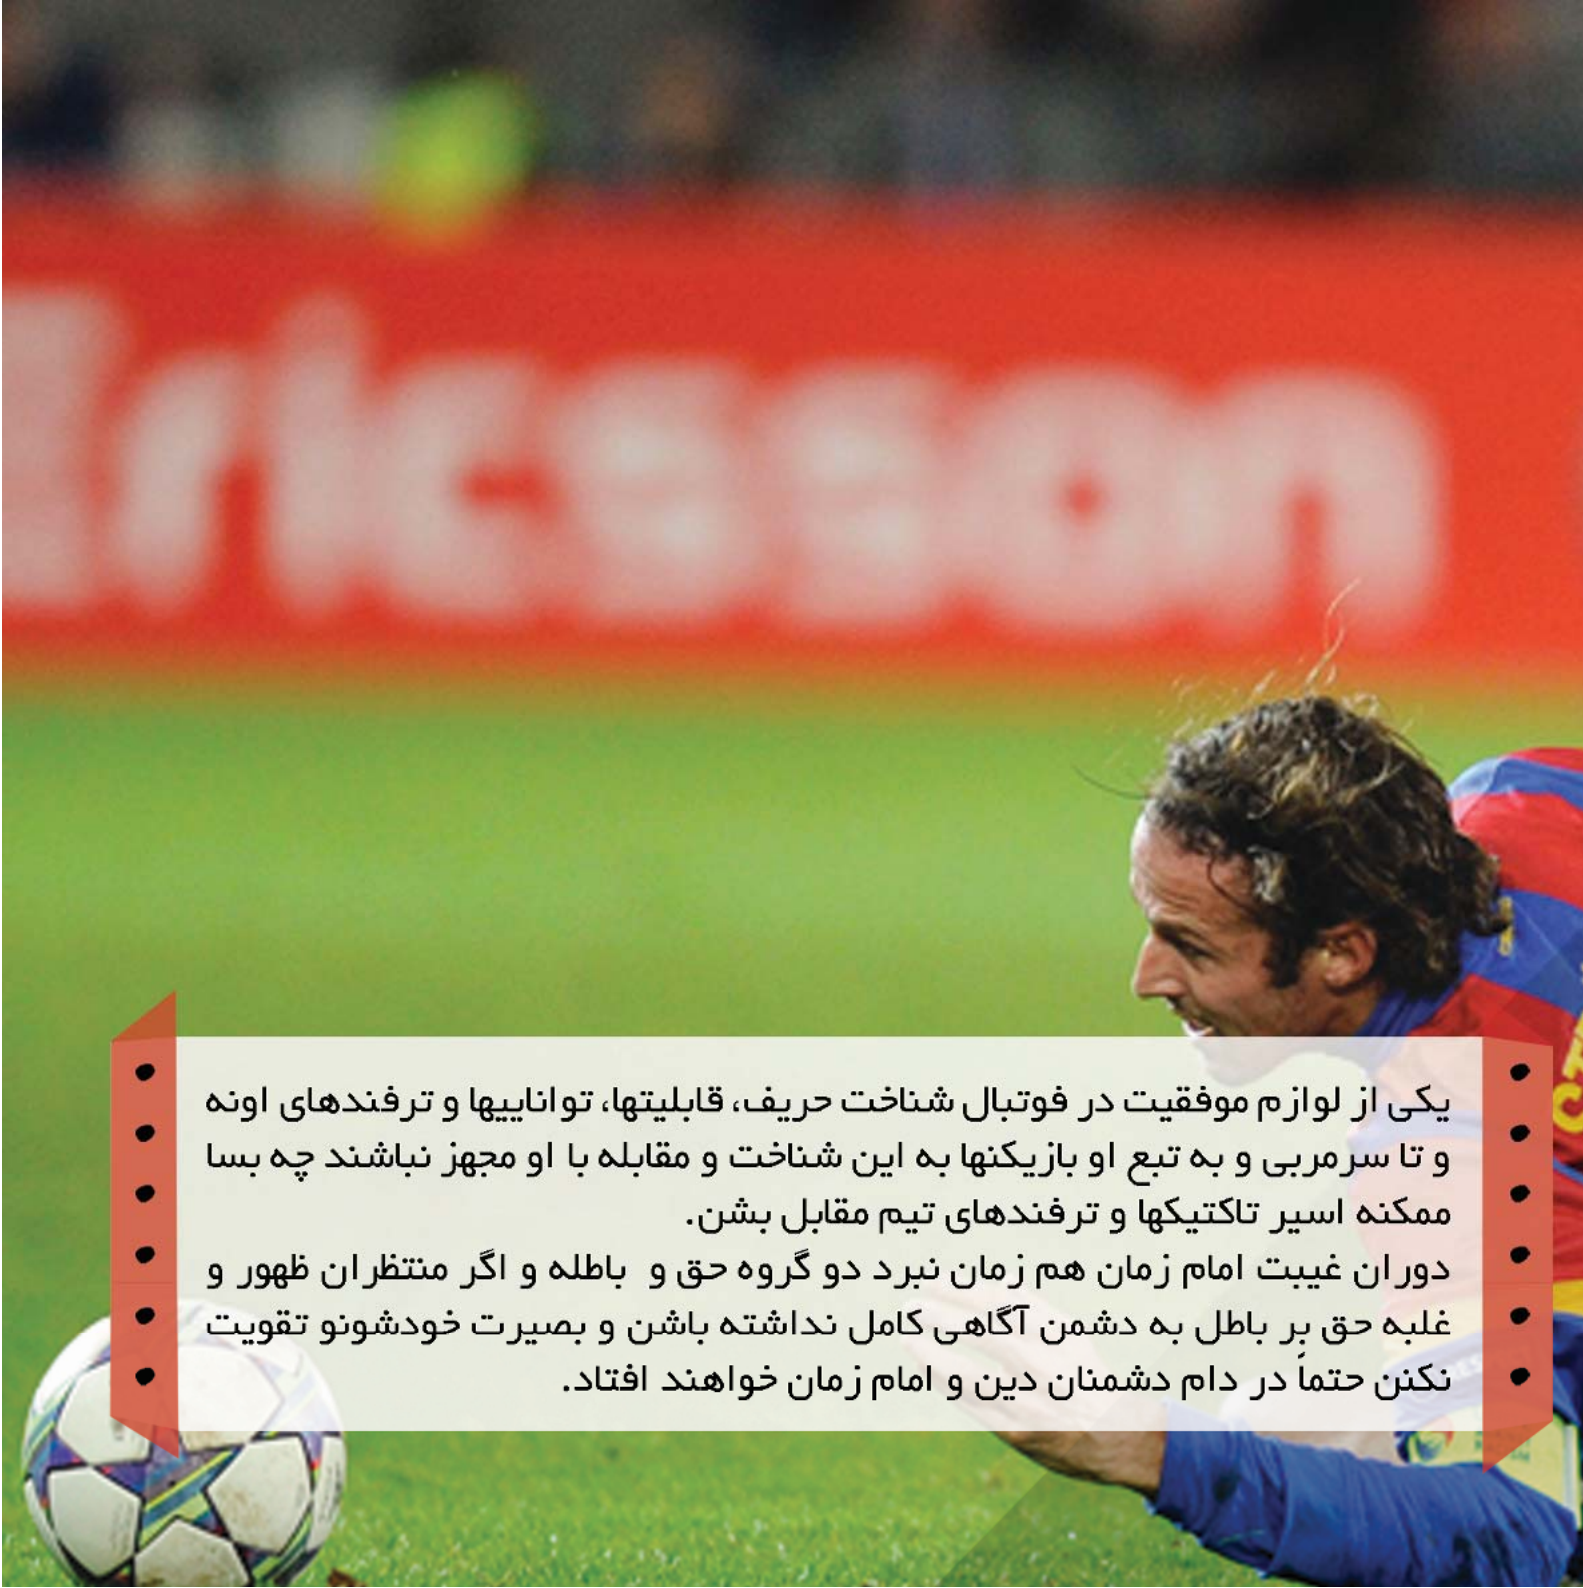 Ericsson
یکی از لوازم موفقیت در فوتبال شناخت حریف، قابلیتها، تواناییها و ترفندهای اونه
و تا سرمربی و به تبع او بازیکنها به این شناخت و مقابله با او مجهز نباشند چه بسا
ممکنه اسیر تاکتیکها و ترفندهای تیم مقابل بشن.
دوران غیبت امام زمان هم زمان نبرد دو گروه حق و باطله و اگر منتظران ظهور و
غلبه حق بر باطل به دشمن آگاهی کامل نداشته باشن و بصیرت خودشونو تقویت
نکنن حتماً در دام دشمنان دین و امام زمان خواهند افتاد.